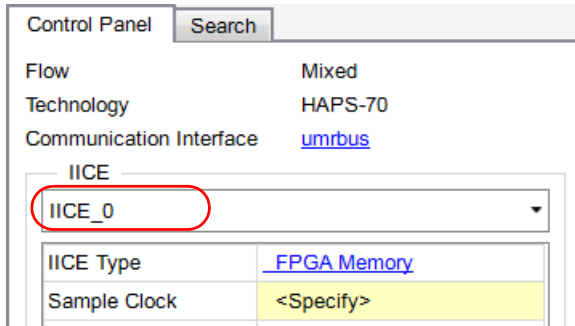 Control Panel Search
Flow Mixed
Technology HAPS-70
Communication Interface umrbus
IICE
IICE_0
IICE Type FPGA Memory
Sample Clock <Specify>